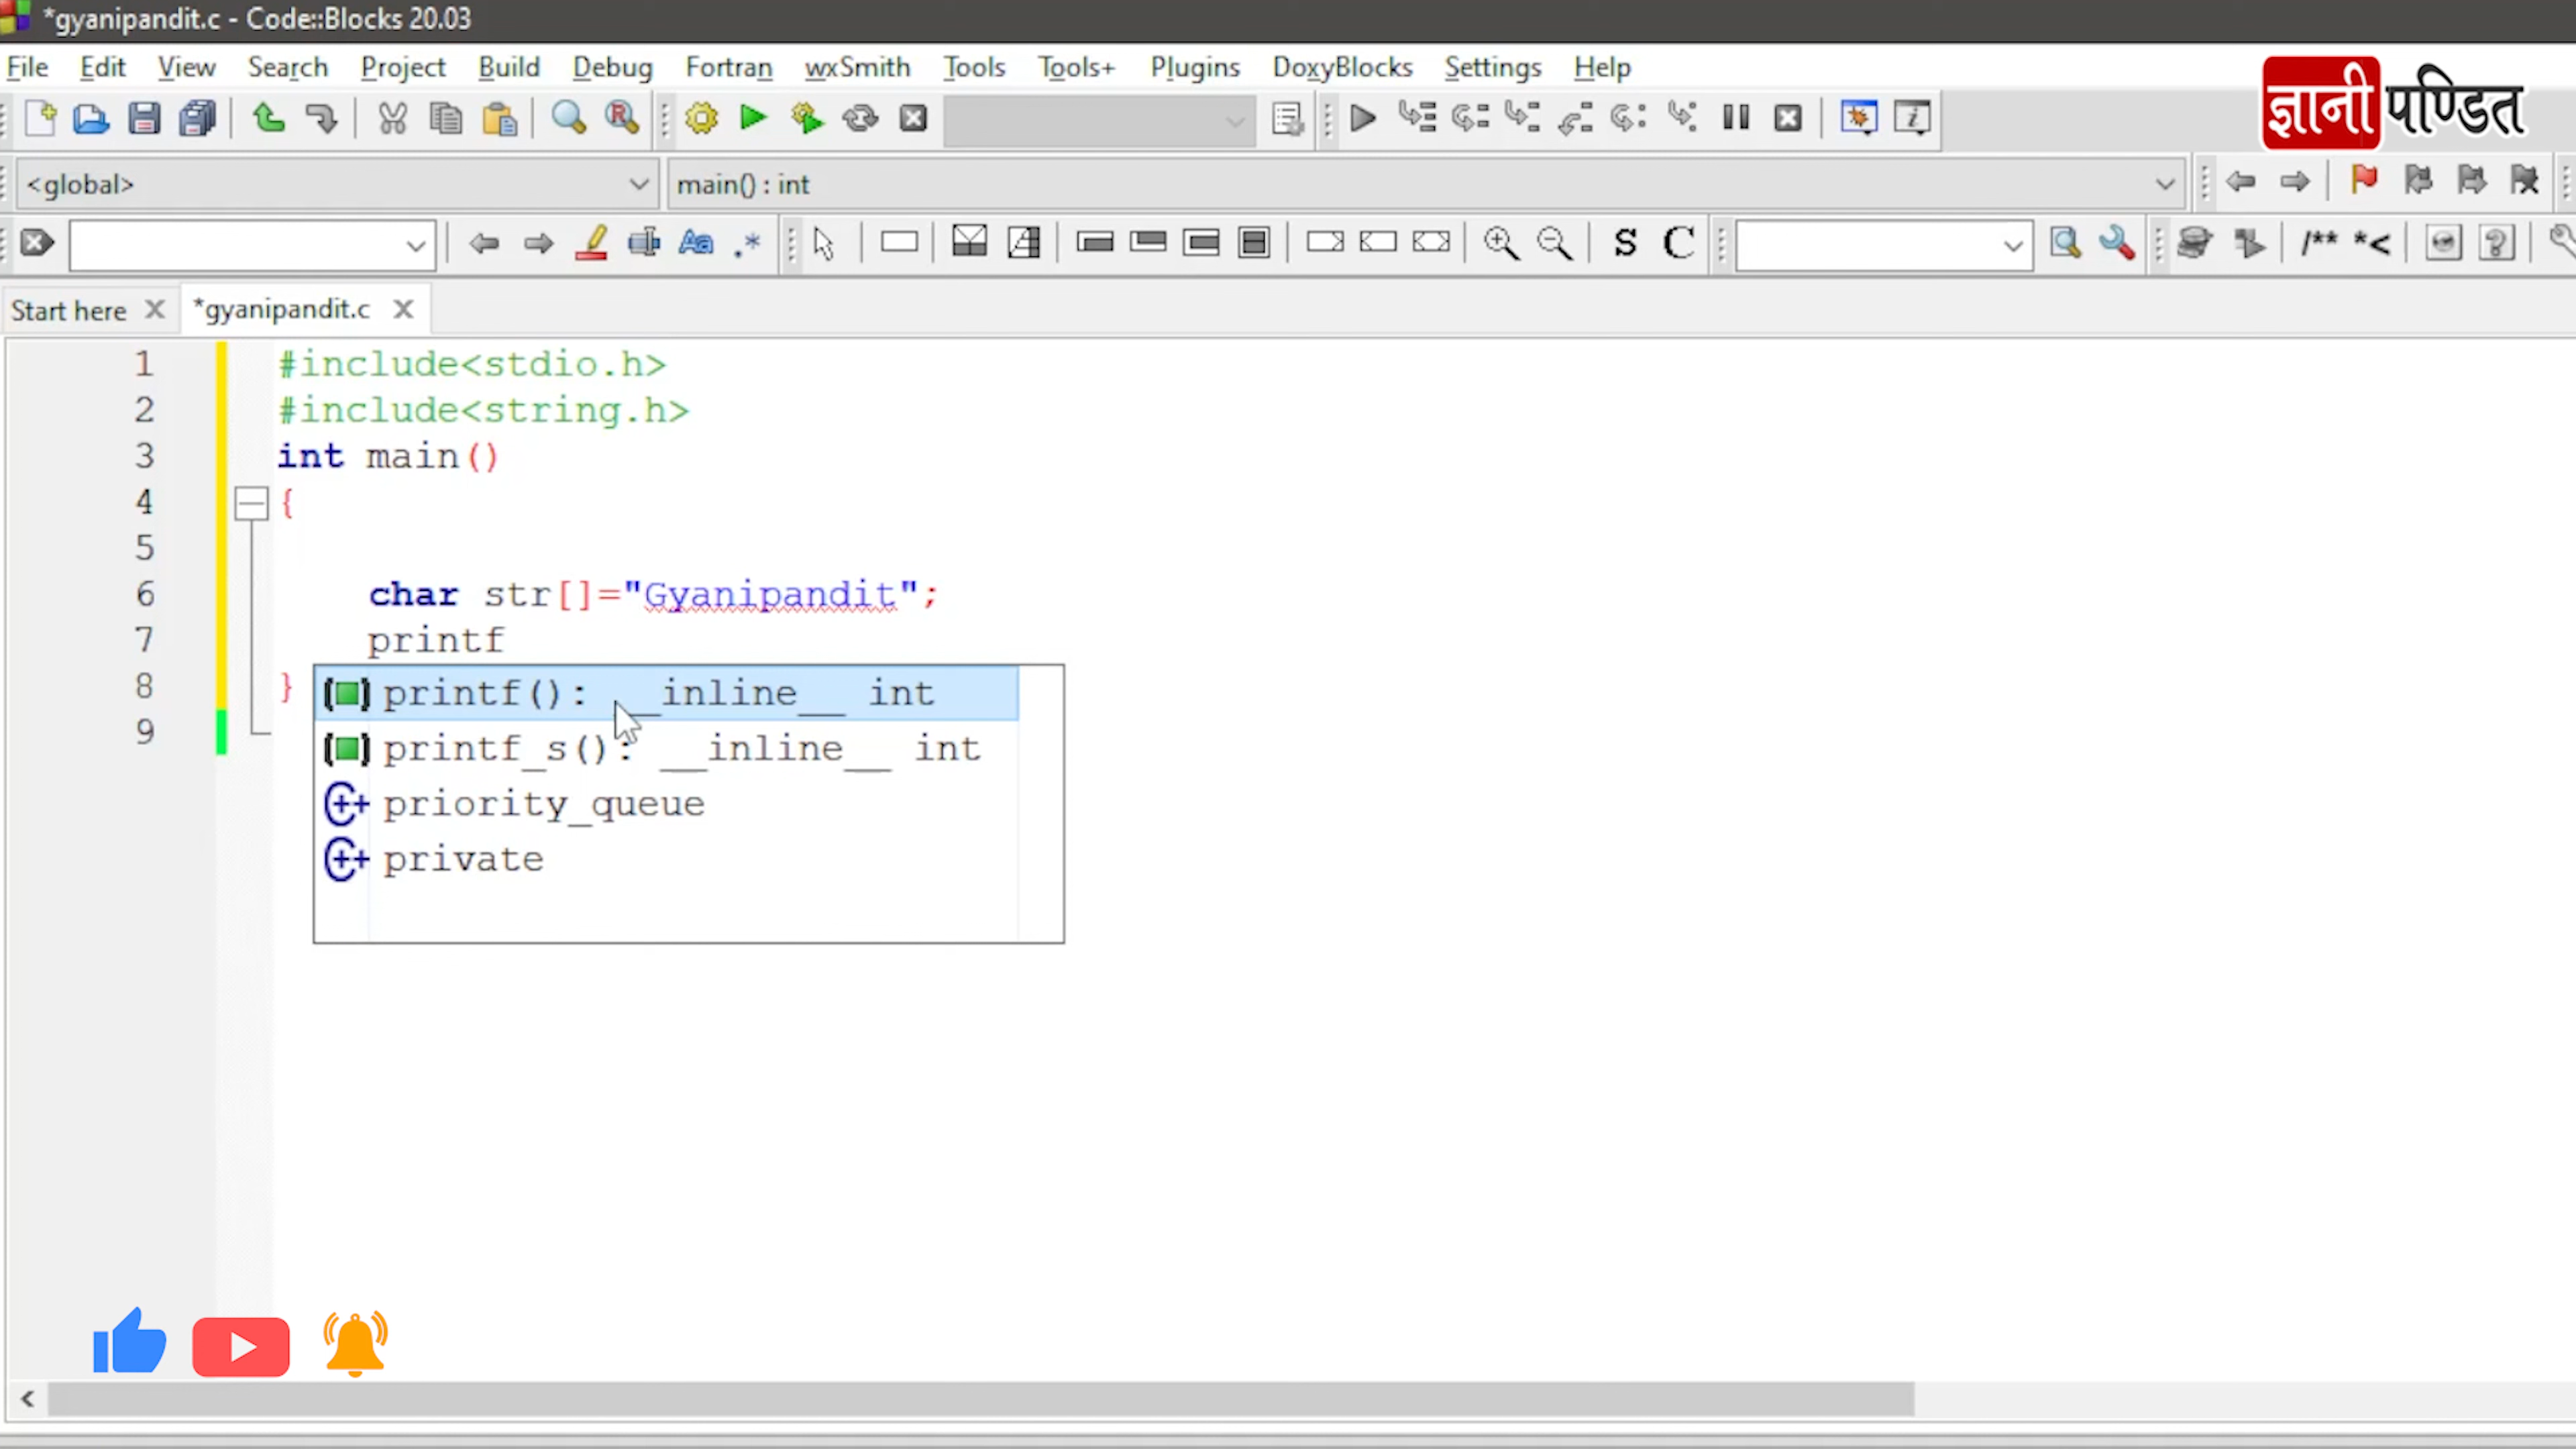 *gyanipandit.c - Code::Blocks 20.03
File Edit View Search Project Build Debug Fortran wxSmith Tools Tools+ Plugins DoxyBlocks Settings Help
ज्ञानी पण्डित
<global> main() : int
S C /** *<
Start here *gyanipandit.c
1 #include<stdio.h>
2 #include<string.h>
3 int main()
4 {
5
6 char str[]="Gyanipandit";
7 printf
8 }
9
printf(): __inline__ int
printf_s(): __inline__ int
priority_queue
private